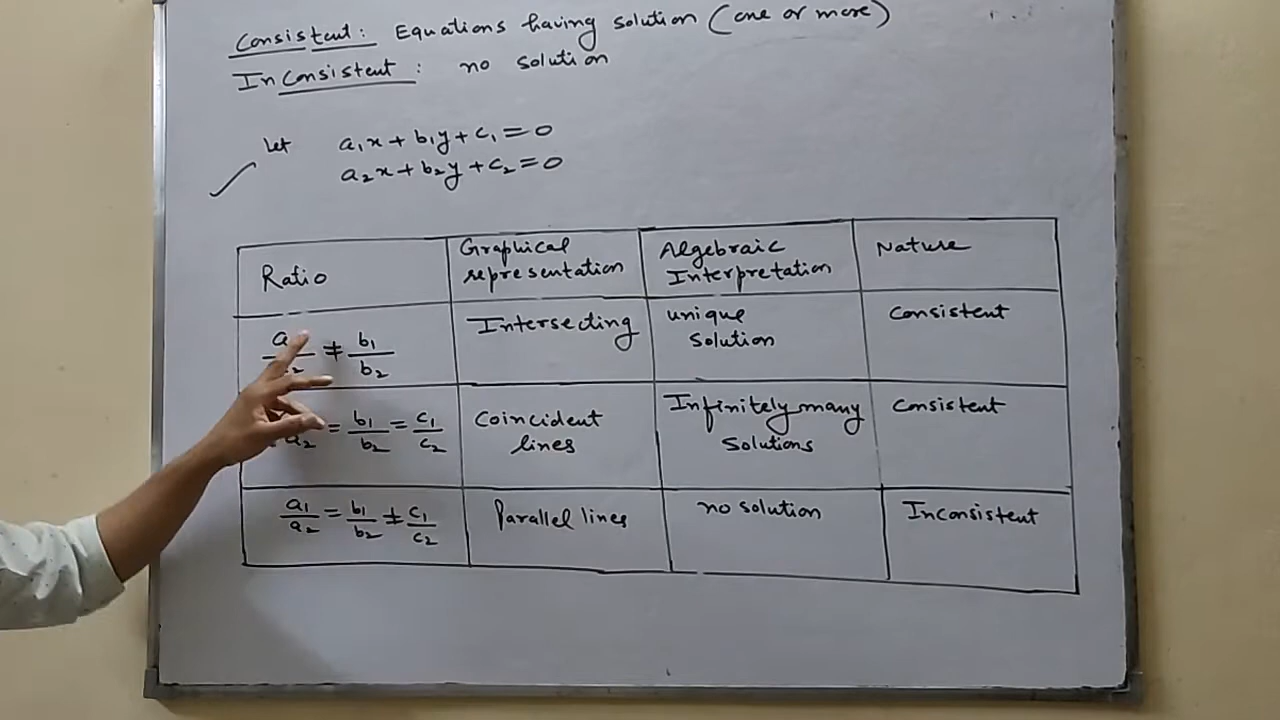 Consistent: Equations having solution (one or more)
Inconsistent: no solution
Let a₁x + b₁y + c₁ = 0
a₂x + b₂y + c₂ = 0
Ratio
Graphical representation
Algebraic Interpretation
Nature
a ≠ b₁/b₂
Intersecting
unique solution
Consistent
a₂ = b₁/b₂ = c₁/c₂
Coincident lines
Infinitely many solutions
Consistent
a₁/a₂ = b₁/b₂ ≠ c₁/c₂
Parallel lines
no solution
Inconsistent